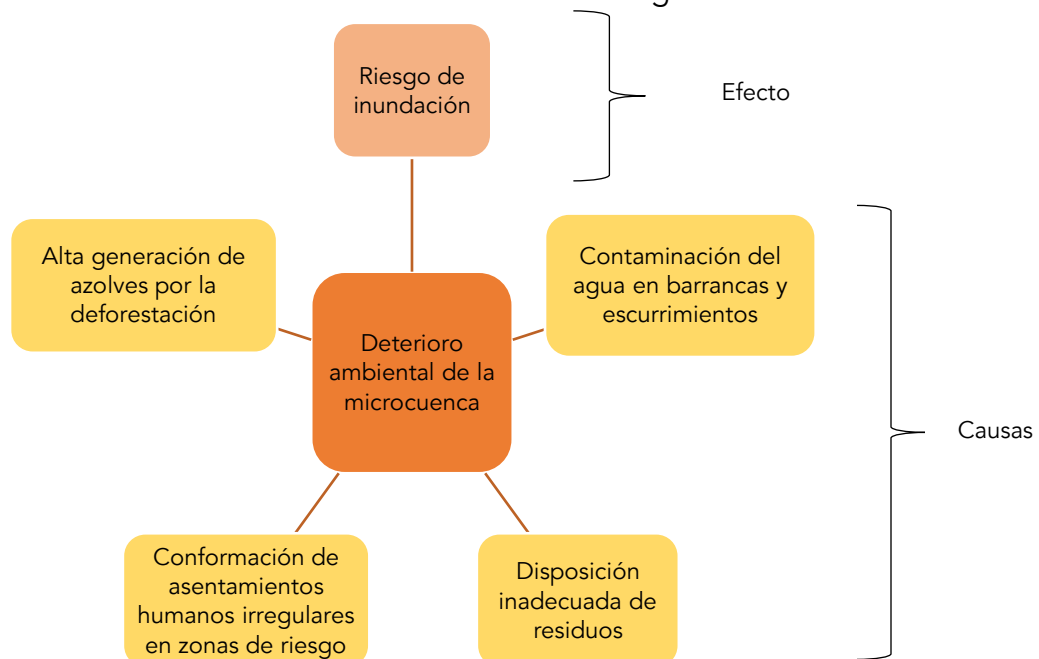 Riesgo de
inundación
Efecto
Alta generación de
azolves por la
deforestación
Contaminación del
agua en barrancas y
escurrimientos
Deterioro
ambiental de la
microcuenca
Causas
Conformación de
asentamientos
humanos irregulares
en zonas de riesgo
Disposición
inadecuada de
residuos